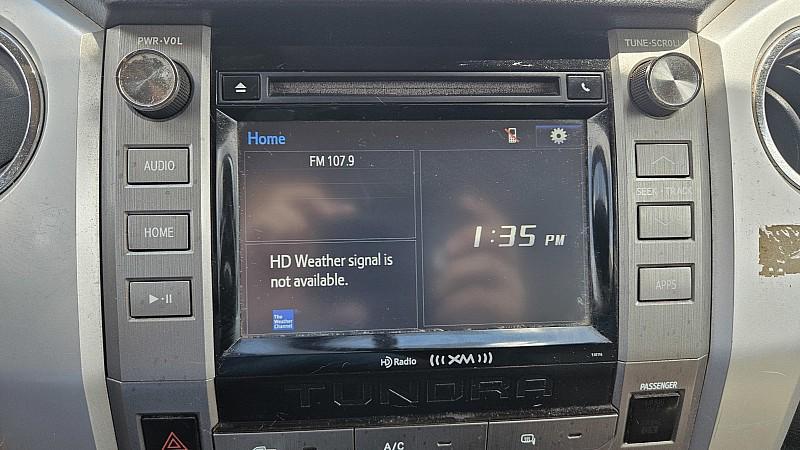 PWR•VOL
TUNE•SCROLL
AUDIO
HOME
Home
FM 107.9
HD Weather signal is
not available.
The
Weather
Channel
1:35 PM
SEEK • TRACK
APPS
HD Radio
((( XM )))
TUNDRA
PASSENGER
A/C